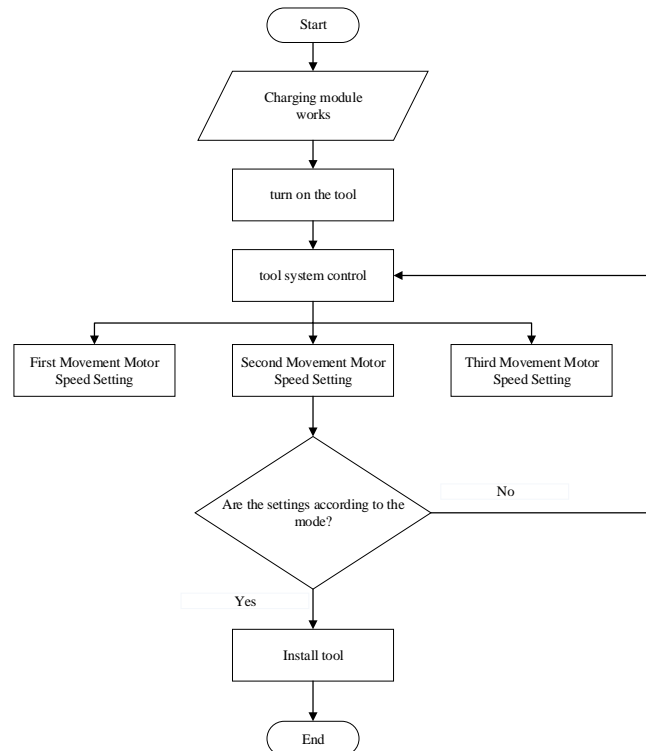 Start
Charging module
works
turn on the tool
tool system control
First Movement Motor
Speed Setting
Second Movement Motor
Speed Setting
Third Movement Motor
Speed Setting
Are the settings according to the
mode?
No
Yes
Install tool
End